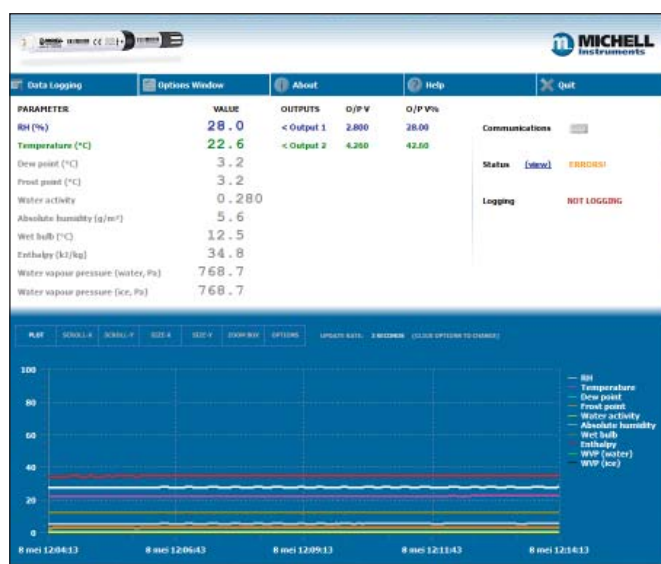 MICHELL
Instruments
Data Logging Options Window About Help Quit
PARAMETER VALUE OUTPUTS O/P V O/P V%
RH (%) 28.0 < Output 1 2.800 28.00 Communications
Temperature (°C) 22.6 < Output 2 4.260 42.60
Dew point (°C) 3.2 Status (view) ERRORS!
Frost point (°C) 3.2
Water activity 0.280 Logging NOT LOGGING
Absolute humidity (g/m³) 5.6
Wet bulb (°C) 12.5
Enthalpy (kJ/kg) 34.8
Water vapour pressure (water, Pa) 768.7
Water vapour pressure (ice, Pa) 768.7
PLOT SCROLL-X SCROLL-Y SIZE-X SIZE-Y ZOOM BOX OPTIONS UPDATE RATE: 2 SECONDS (CLICK OPTIONS TO CHANGE)
100
80
60
40
20
0
RH
Temperature
Dew point
Frost point
Water activity
Absolute humidity
Wet bulb
Enthalpy
WVP (water)
WVP (ice)
8 mei 12:04:13 8 mei 12:06:43 8 mei 12:09:13 8 mei 12:11:43 8 mei 12:14:13